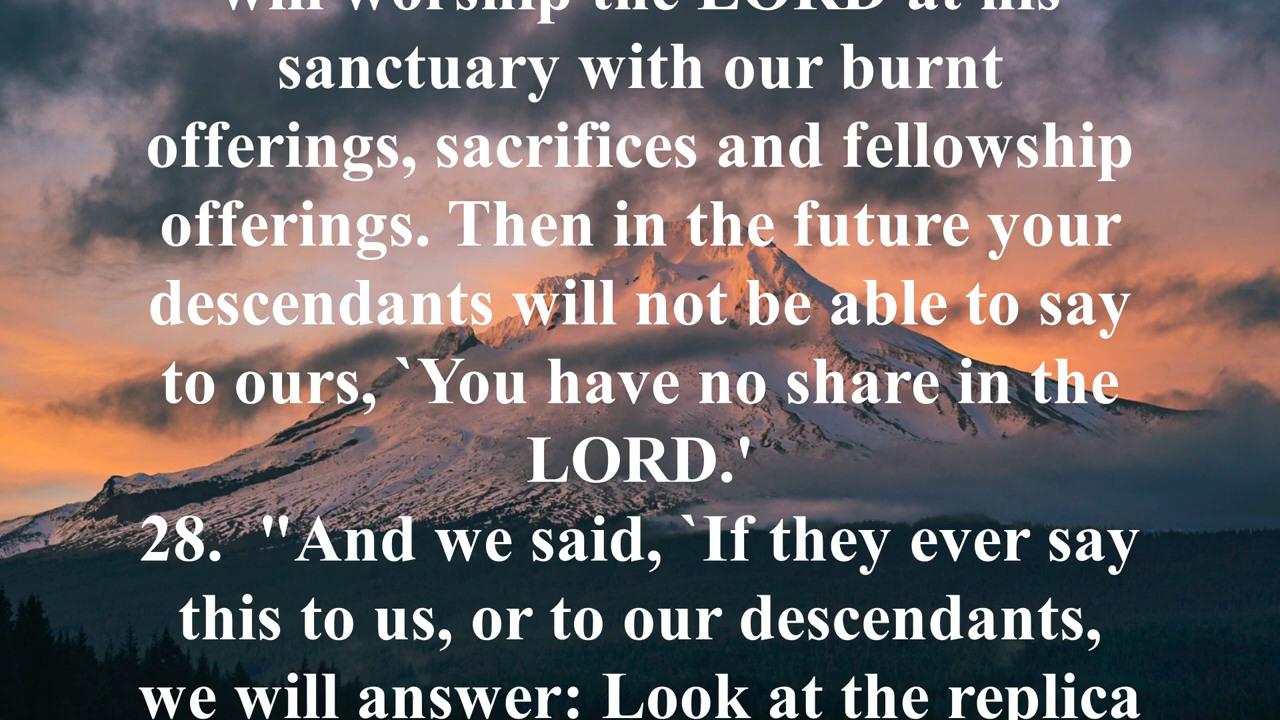 will worship the LORD at his
sanctuary with our burnt
offerings, sacrifices and fellowship
offerings. Then in the future your
descendants will not be able to say
to ours, `You have no share in the
LORD.'
28.  "And we said, `If they ever say
this to us, or to our descendants,
we will answer: Look at the replica